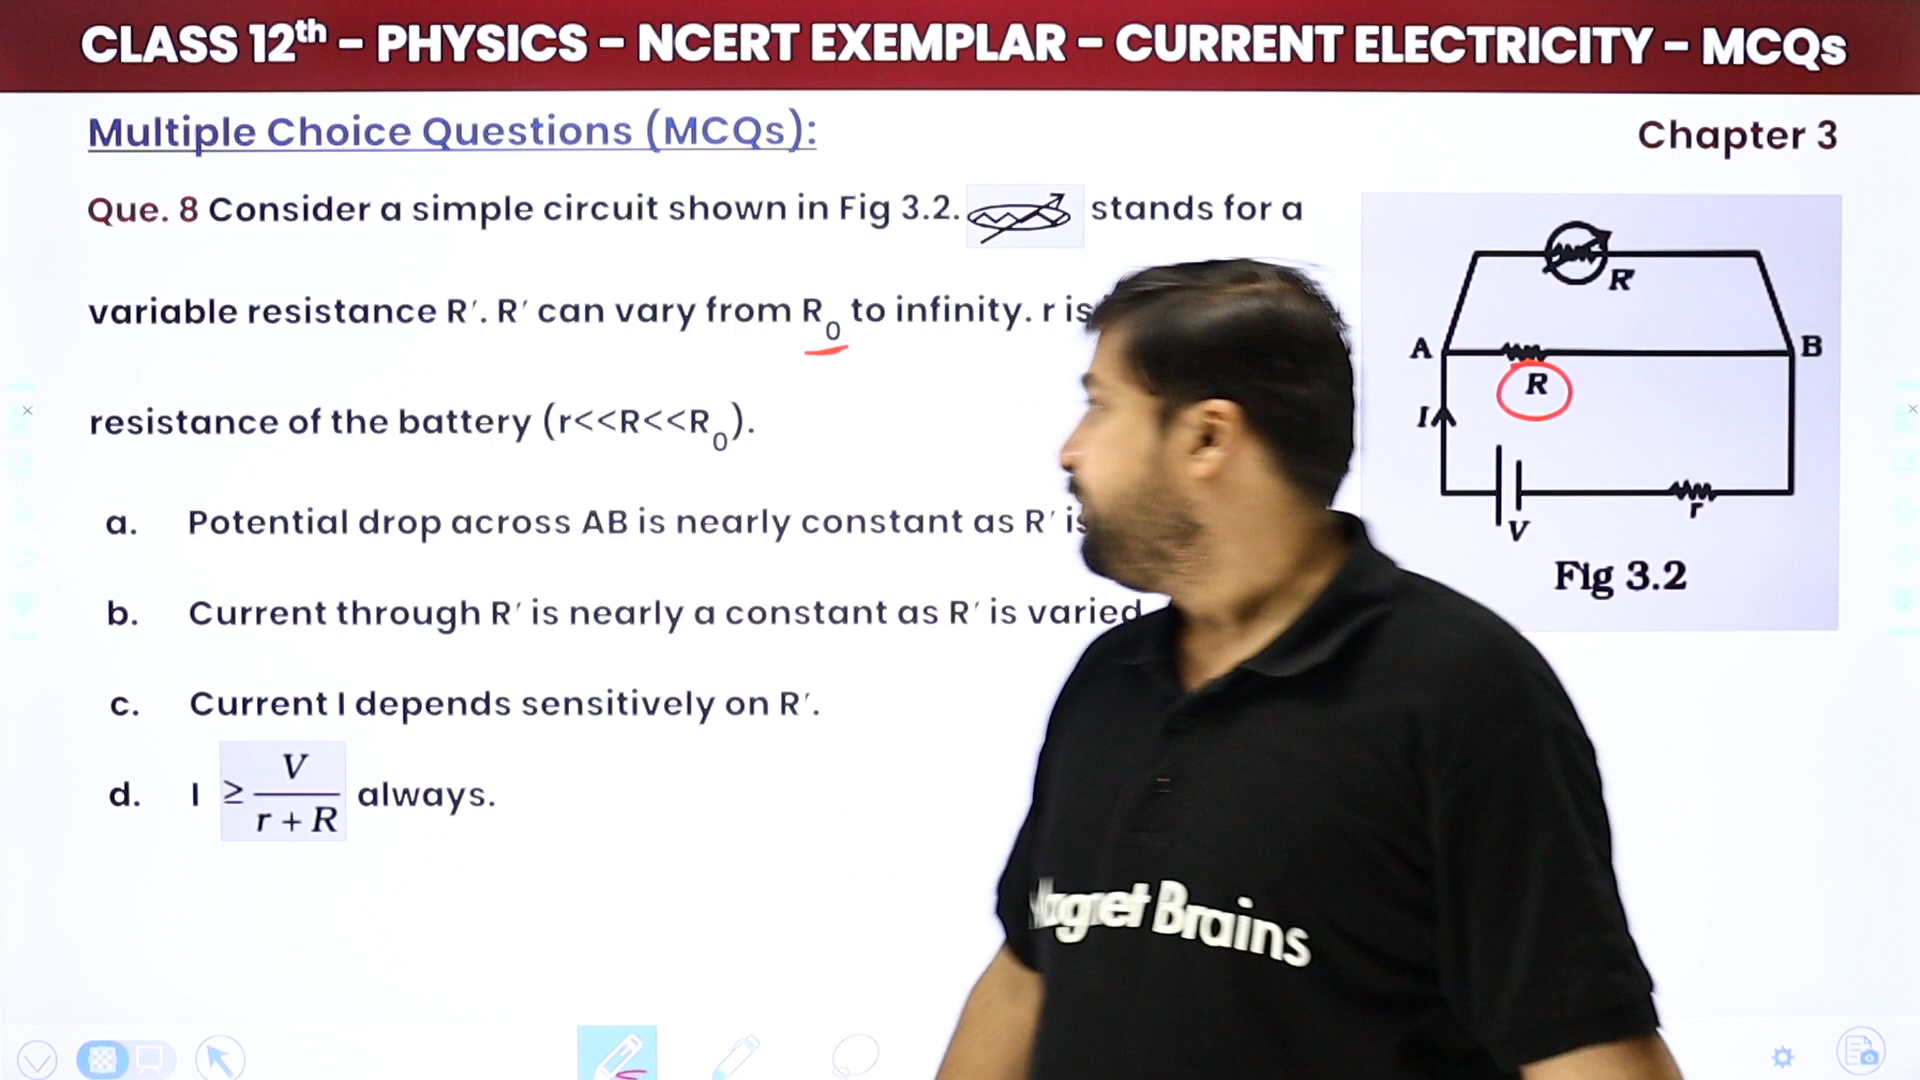 CLASS 12th – PHYSICS – NCERT EXEMPLAR – CURRENT ELECTRICITY – MCQs
Multiple Choice Questions (MCQs):
Chapter 3
Que. 8 Consider a simple circuit shown in Fig 3.2. stands for a
variable resistance R′. R′ can vary from R0 to infinity. r is
resistance of the battery (r<<R<<R0).
a. Potential drop across AB is nearly constant as R′ is
b. Current through R′ is nearly a constant as R′ is varied
c. Current I depends sensitively on R′.
d. I ≥ V / r + R always.
R′
A
B
R
I
V
r
Fig 3.2
Magnet Brains